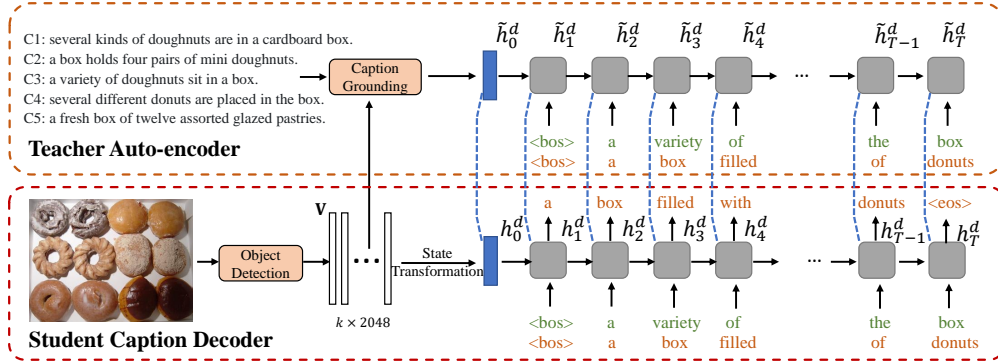 C1: several kinds of doughnuts are in a cardboard box.
C2: a box holds four pairs of mini doughnuts.
C3: a variety of doughnuts sit in a box.
C4: several different donuts are placed in the box.
C5: a fresh box of twelve assorted glazed pastries.
Teacher Auto-encoder
Caption Grounding
h̃₀ᵈ h̃₁ᵈ h̃₂ᵈ h̃₃ᵈ h̃₄ᵈ h̃ᵈ_{T−1} h̃ᵈ_T
...
<bos> a variety of the box
<bos> a box filled of donuts
a box filled with donuts <eos>
Object Detection
V
...
k × 2048
State Transformation
h₀ᵈ h₁ᵈ h₂ᵈ h₃ᵈ h₄ᵈ hᵈ_{T−1} hᵈ_T
...
<bos> a variety of the box
<bos> a box filled of donuts
Student Caption Decoder